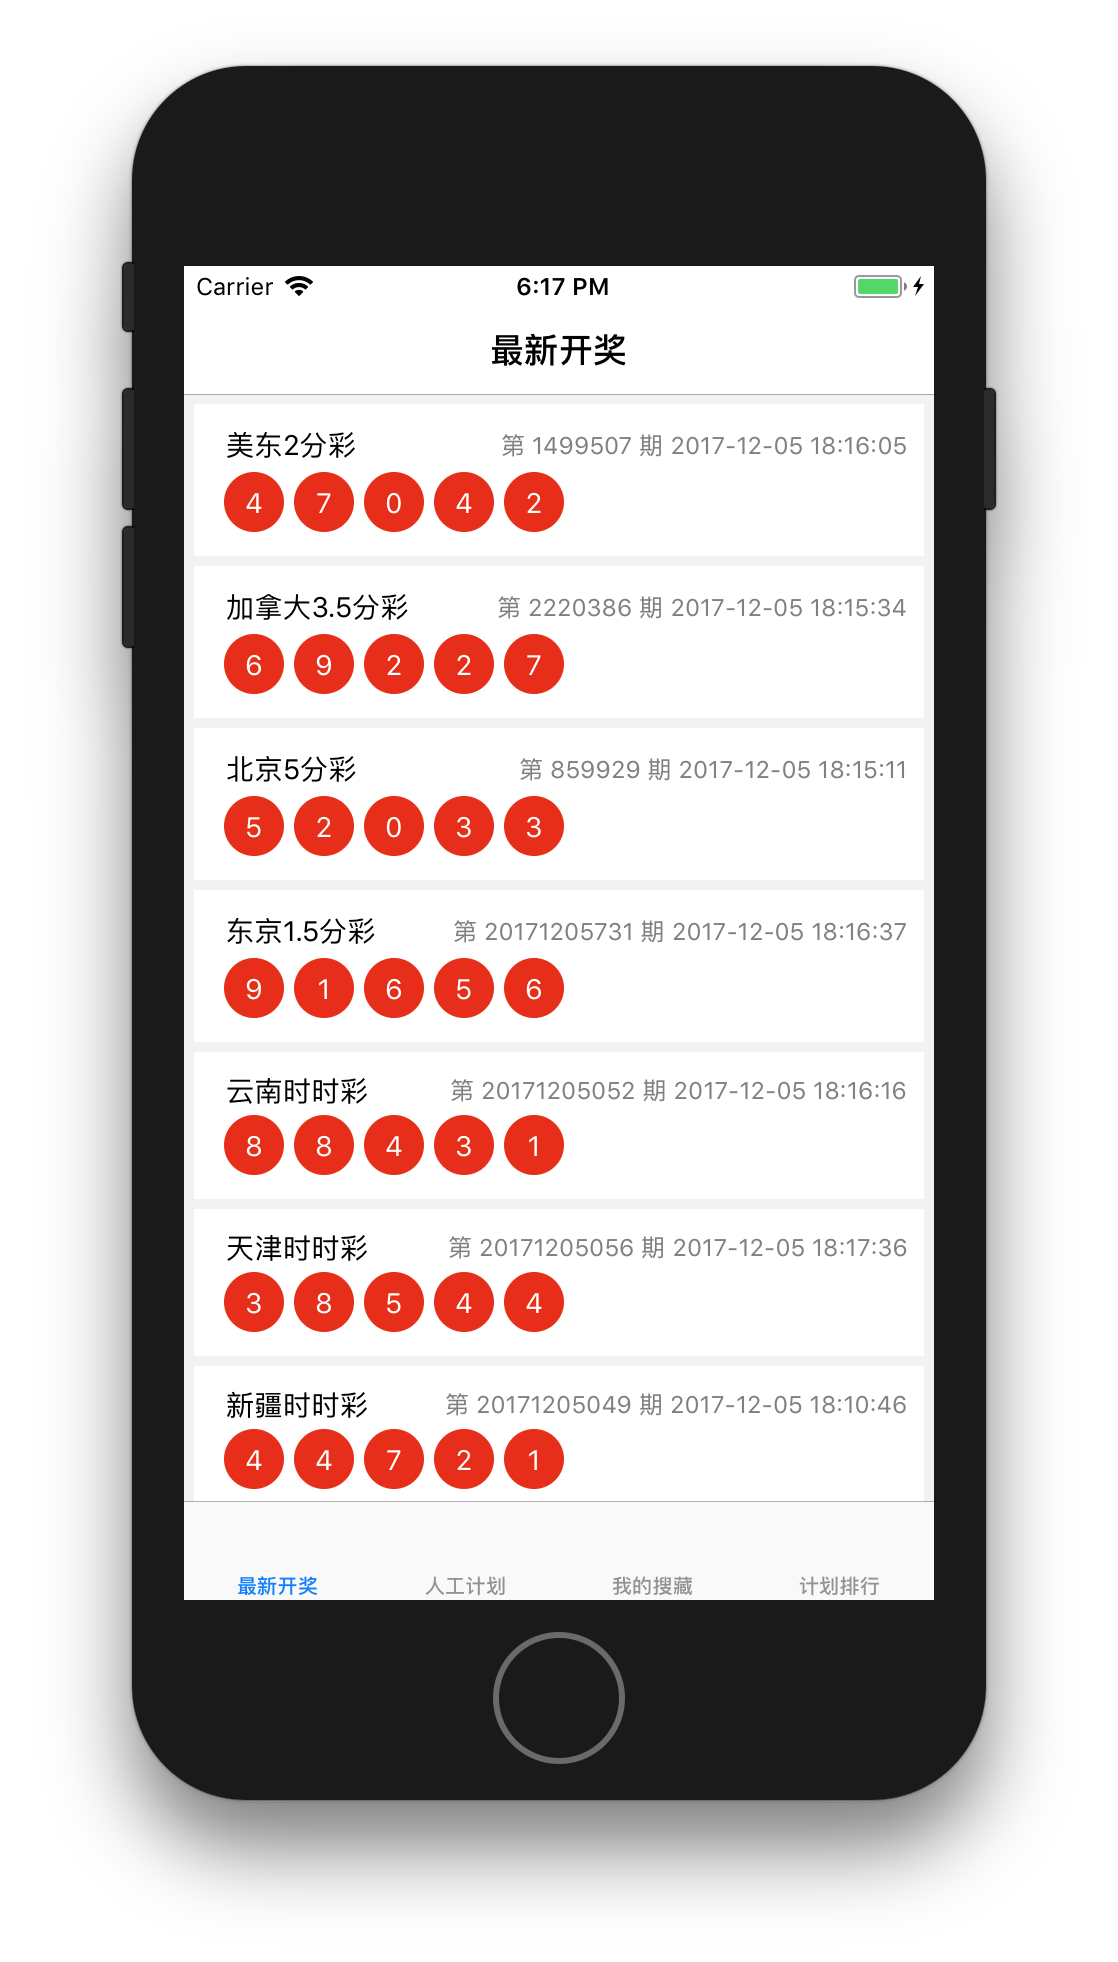 Carrier 6:17 PM
最新开奖
美东2分彩 第 1499507 期 2017-12-05 18:16:05
4 7 0 4 2
加拿大3.5分彩 第 2220386 期 2017-12-05 18:15:34
6 9 2 2 7
北京5分彩 第 859929 期 2017-12-05 18:15:11
5 2 0 3 3
东京1.5分彩 第 20171205731 期 2017-12-05 18:16:37
9 1 6 5 6
云南时时彩 第 20171205052 期 2017-12-05 18:16:16
8 8 4 3 1
天津时时彩 第 20171205056 期 2017-12-05 18:17:36
3 8 5 4 4
新疆时时彩 第 20171205049 期 2017-12-05 18:10:46
4 4 7 2 1
最新开奖 人工计划 我的搜藏 计划排行